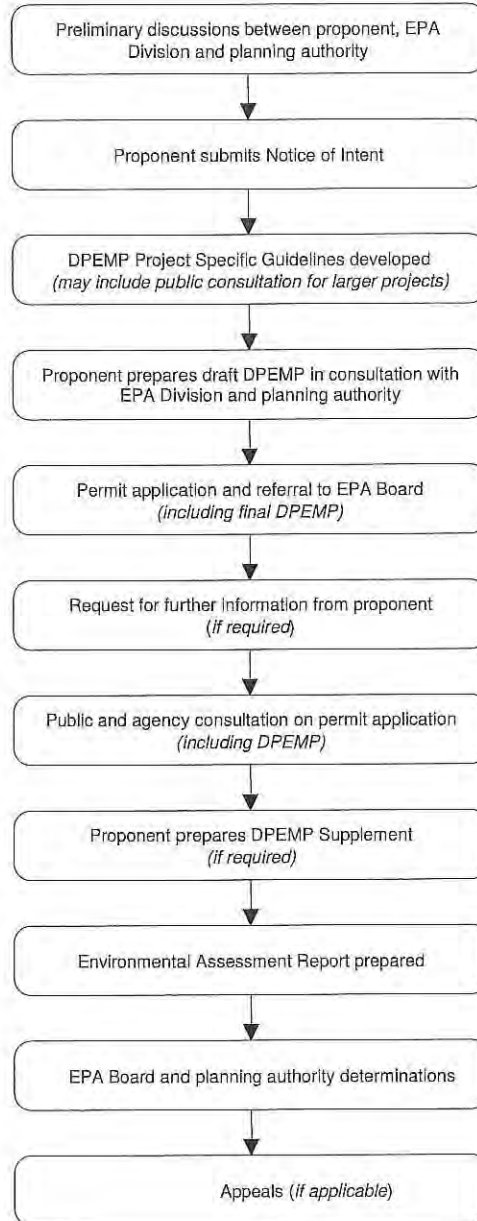 Preliminary discussions between proponent, EPA
Division and planning authority
Proponent submits Notice of Intent
DPEMP Project Specific Guidelines developed
(may include public consultation for larger projects)
Proponent prepares draft DPEMP in consultation with
EPA Division and planning authority
Permit application and referral to EPA Board
(including final DPEMP)
Request for further information from proponent
(if required)
Public and agency consultation on permit application
(including DPEMP)
Proponent prepares DPEMP Supplement
(if required)
Environmental Assessment Report prepared
EPA Board and planning authority determinations
Appeals (if applicable)